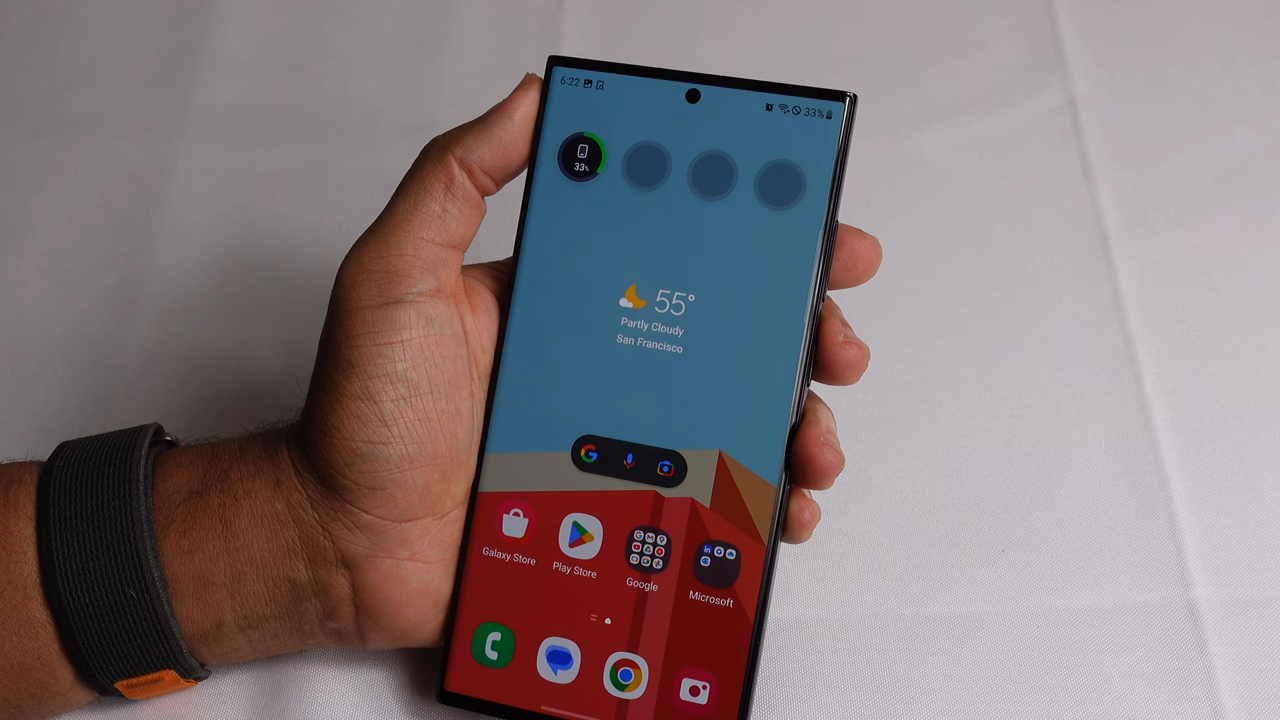 6:22
33%
33%
55°
Partly Cloudy
San Francisco
Galaxy Store
Play Store
Google
Microsoft